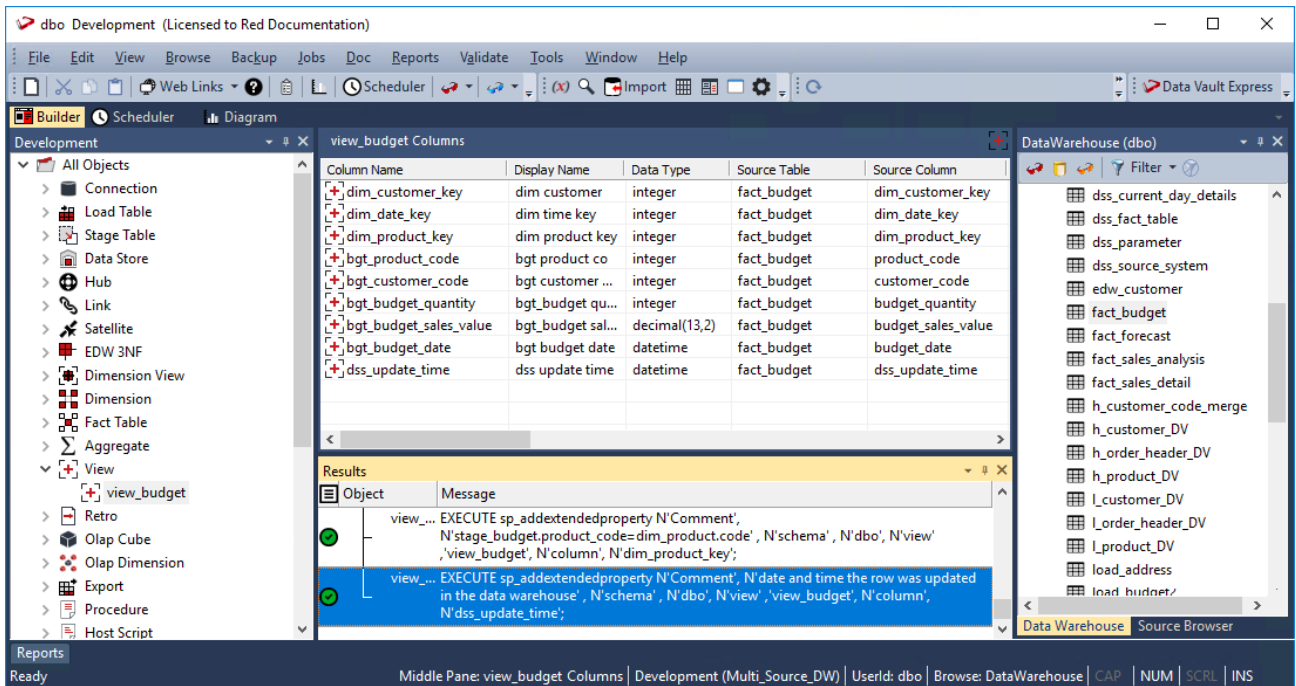 dbo Development (Licensed to Red Documentation)
File Edit View Browse Backup Jobs Doc Reports Validate Tools Window Help
Web Links Scheduler (x) Import Data Vault Express
Builder Scheduler Diagram
Development
All Objects
Connection
Load Table
Stage Table
Data Store
Hub
Link
Satellite
EDW 3NF
Dimension View
Dimension
Fact Table
Aggregate
View
view_budget
Retro
Olap Cube
Olap Dimension
Export
Procedure
Host Script
view_budget Columns
Column Name Display Name Data Type Source Table Source Column
dim_customer_key dim customer integer fact_budget dim_customer_key
dim_date_key dim time key integer fact_budget dim_date_key
dim_product_key dim product key integer fact_budget dim_product_key
bgt_product_code bgt product co integer fact_budget product_code
bgt_customer_code bgt customer ... integer fact_budget customer_code
bgt_budget_quantity bgt_budget qu... integer fact_budget budget_quantity
bgt_budget_sales_value bgt_budget sal... decimal(13,2) fact_budget budget_sales_value
bgt_budget_date bgt budget date datetime fact_budget budget_date
dss_update_time dss update time datetime fact_budget dss_update_time
Results
Object Message
view_... EXECUTE sp_addextendedproperty N'Comment',
N'stage_budget.product_code=dim_product.code' , N'schema' , N'dbo', N'view'
,'view_budget', N'column', N'dim_product_key';
view_... EXECUTE sp_addextendedproperty N'Comment', N'date and time the row was updated
in the data warehouse' , N'schema' , N'dbo', N'view' ,'view_budget', N'column',
N'dss_update_time';
DataWarehouse (dbo)
Filter
dss_current_day_details
dss_fact_table
dss_parameter
dss_source_system
edw_customer
fact_budget
fact_forecast
fact_sales_analysis
fact_sales_detail
h_customer_code_merge
h_customer_DV
h_order_header_DV
h_product_DV
l_customer_DV
l_order_header_DV
l_product_DV
load_address
Data Warehouse Source Browser
Reports
Ready Middle Pane: view_budget Columns Development (Multi_Source_DW) UserId: dbo Browse: DataWarehouse CAP NUM SCRL INS